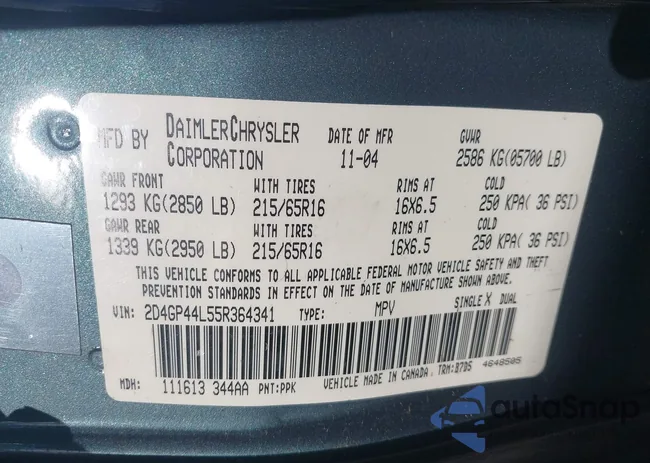 MFD BY DAIMLERCHRYSLER CORPORATION DATE OF MFR 11-04 GVWR 2586 KG(05700 LB)
GAWR FRONT WITH TIRES RIMS AT COLD
1293 KG(2850 LB) 215/65R16 16X6.5 250 KPA( 36 PSI)
GAWR REAR WITH TIRES RIMS AT COLD
1339 KG(2950 LB) 215/65R16 16X6.5 250 KPA( 36 PSI)
THIS VEHICLE CONFORMS TO ALL APPLICABLE FEDERAL MOTOR VEHICLE SAFETY AND THEFT
PREVENTION STANDARDS IN EFFECT ON THE DATE OF MANUFACTURE SHOWN ABOVE.
VIN: 2D4GP44L55R364341 TYPE: MPV SINGLE X DUAL
MDH: 111613 344AA PNT:PPK VEHICLE MADE IN CANADA. TRM:B7D5 4648505
autoSnap